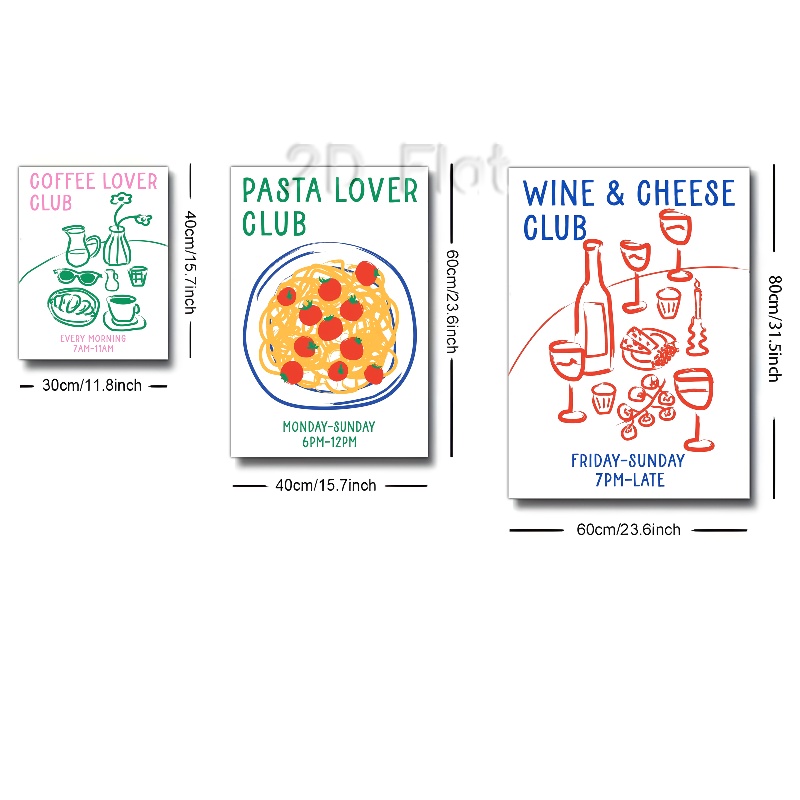 2D Flat
COFFEE LOVER
CLUB
EVERY MORNING
7AM-11AM
40cm/15.7inch
30cm/11.8inch
PASTA LOVER
CLUB
MONDAY-SUNDAY
6PM-12PM
60cm/23.6inch
40cm/15.7inch
WINE & CHEESE
CLUB
FRIDAY-SUNDAY
7PM-LATE
80cm/31.5inch
60cm/23.6inch